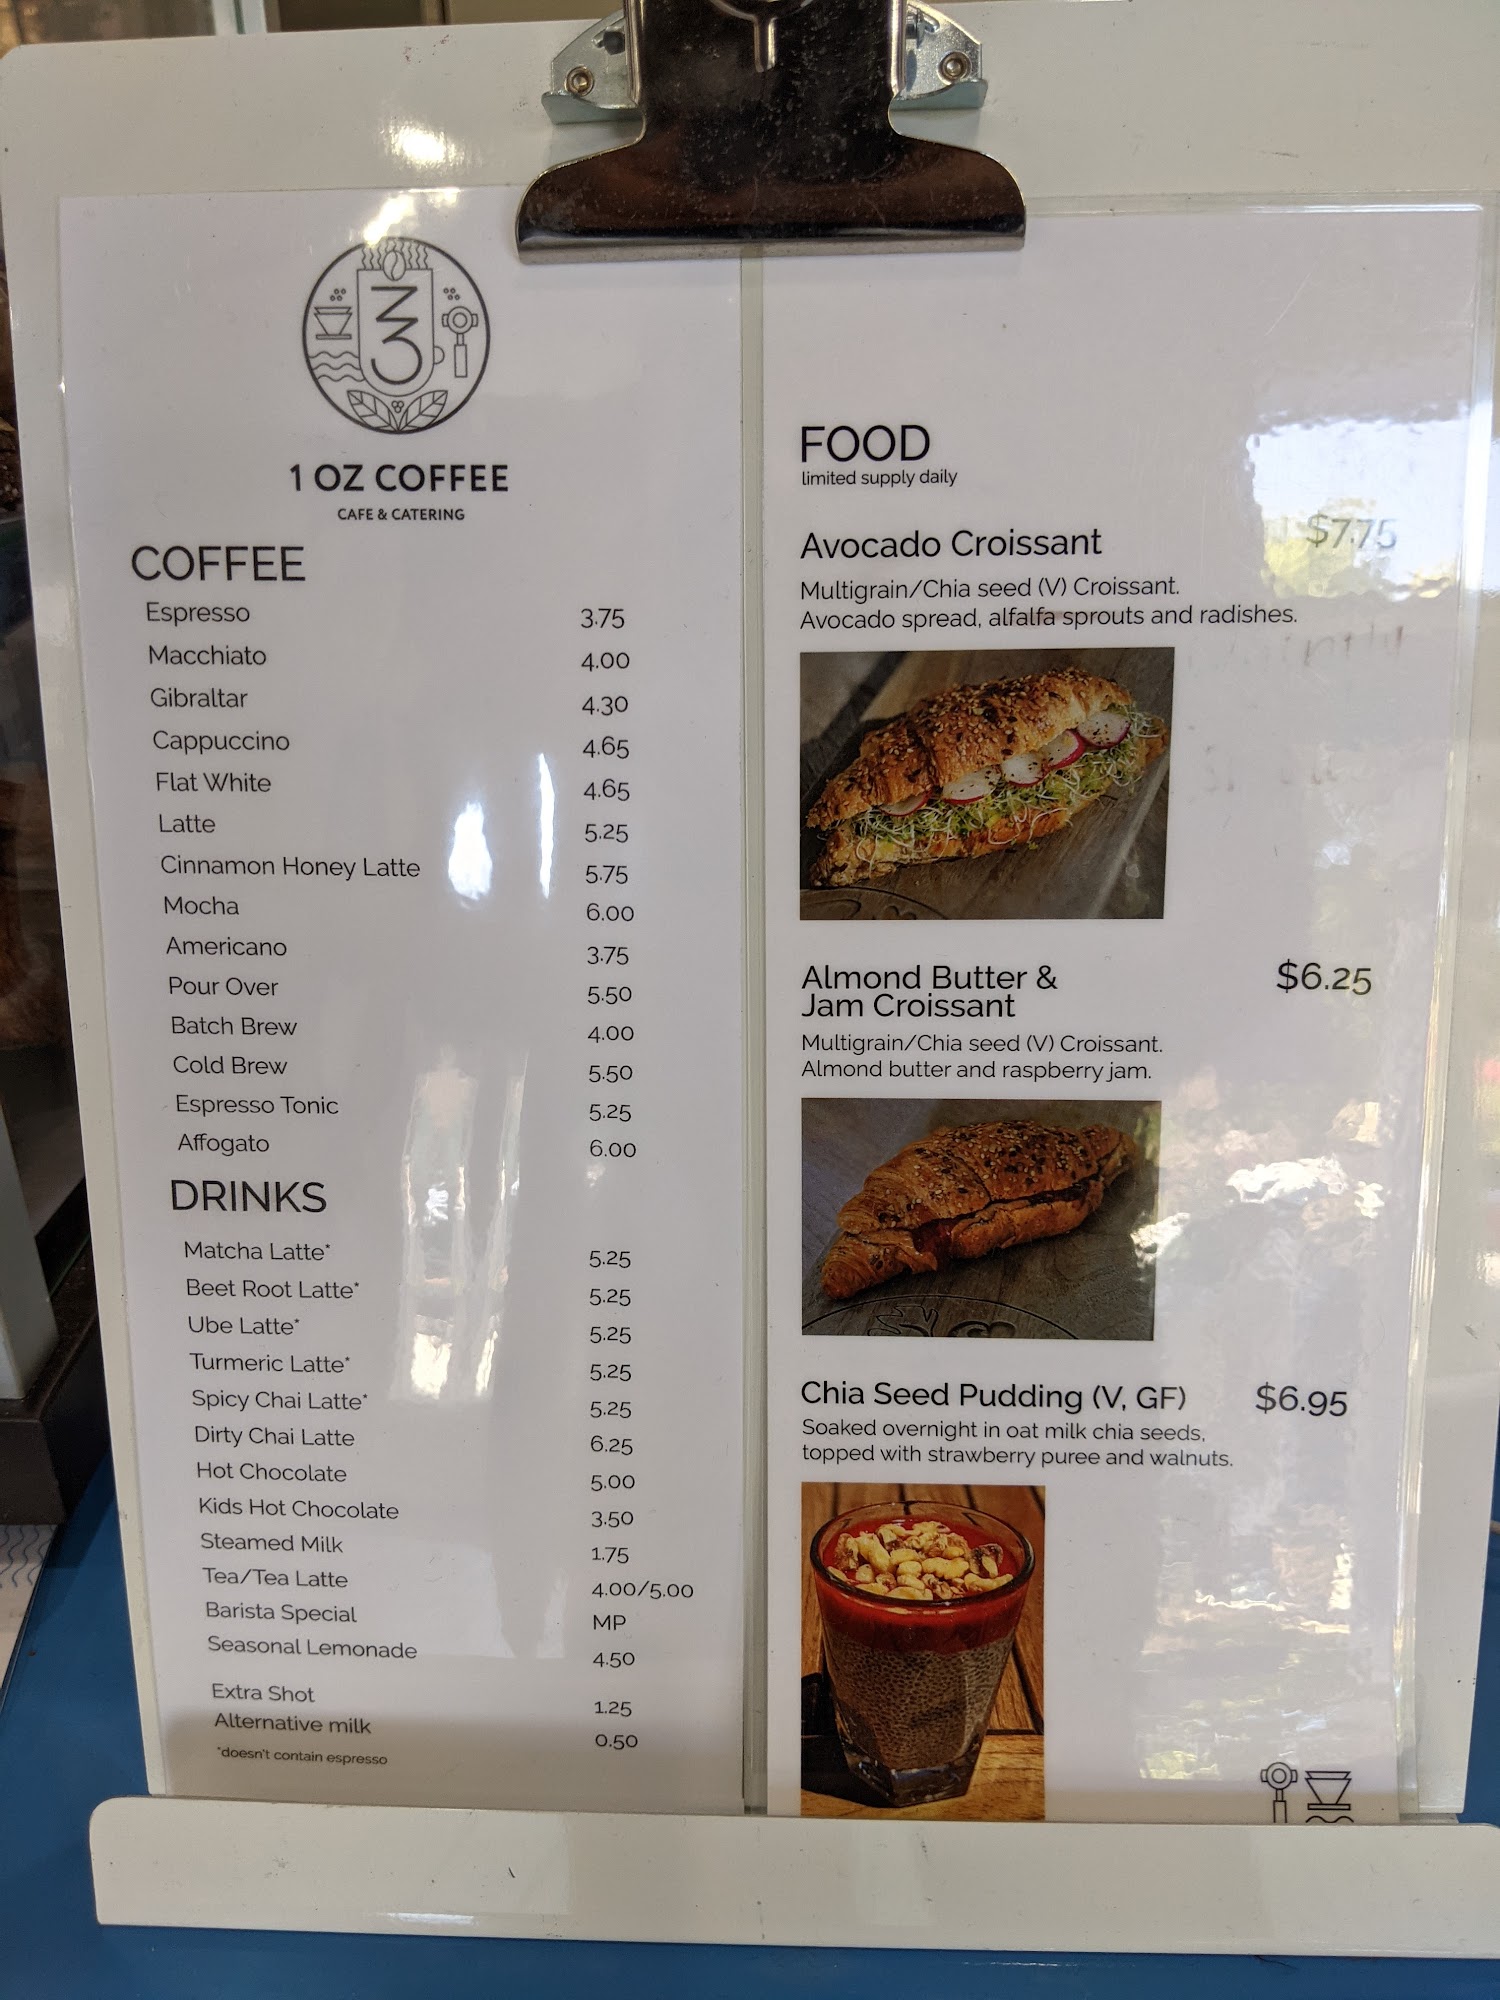 1 OZ COFFEE
CAFE & CATERING
COFFEE
Espresso 3.75
Macchiato 4.00
Gibraltar 4.30
Cappuccino 4.65
Flat White 4.65
Latte 5.25
Cinnamon Honey Latte 5.75
Mocha 6.00
Americano 3.75
Pour Over 5.50
Batch Brew 4.00
Cold Brew 5.50
Espresso Tonic 5.25
Affogato 6.00
DRINKS
Matcha Latte* 5.25
Beet Root Latte* 5.25
Ube Latte* 5.25
Turmeric Latte* 5.25
Spicy Chai Latte* 5.25
Dirty Chai Latte 6.25
Hot Chocolate 5.00
Kids Hot Chocolate 3.50
Steamed Milk 1.75
Tea/Tea Latte 4.00/5.00
Barista Special MP
Seasonal Lemonade 4.50
Extra Shot 1.25
Alternative milk 0.50
*doesn't contain espresso
FOOD
limited supply daily
Avocado Croissant $7.75
Multigrain/Chia seed (V) Croissant.
Avocado spread, alfalfa sprouts and radishes.
Almond Butter & $6.25
Jam Croissant
Multigrain/Chia seed (V) Croissant.
Almond butter and raspberry jam.
Chia Seed Pudding (V, GF) $6.95
Soaked overnight in oat milk chia seeds,
topped with strawberry puree and walnuts.